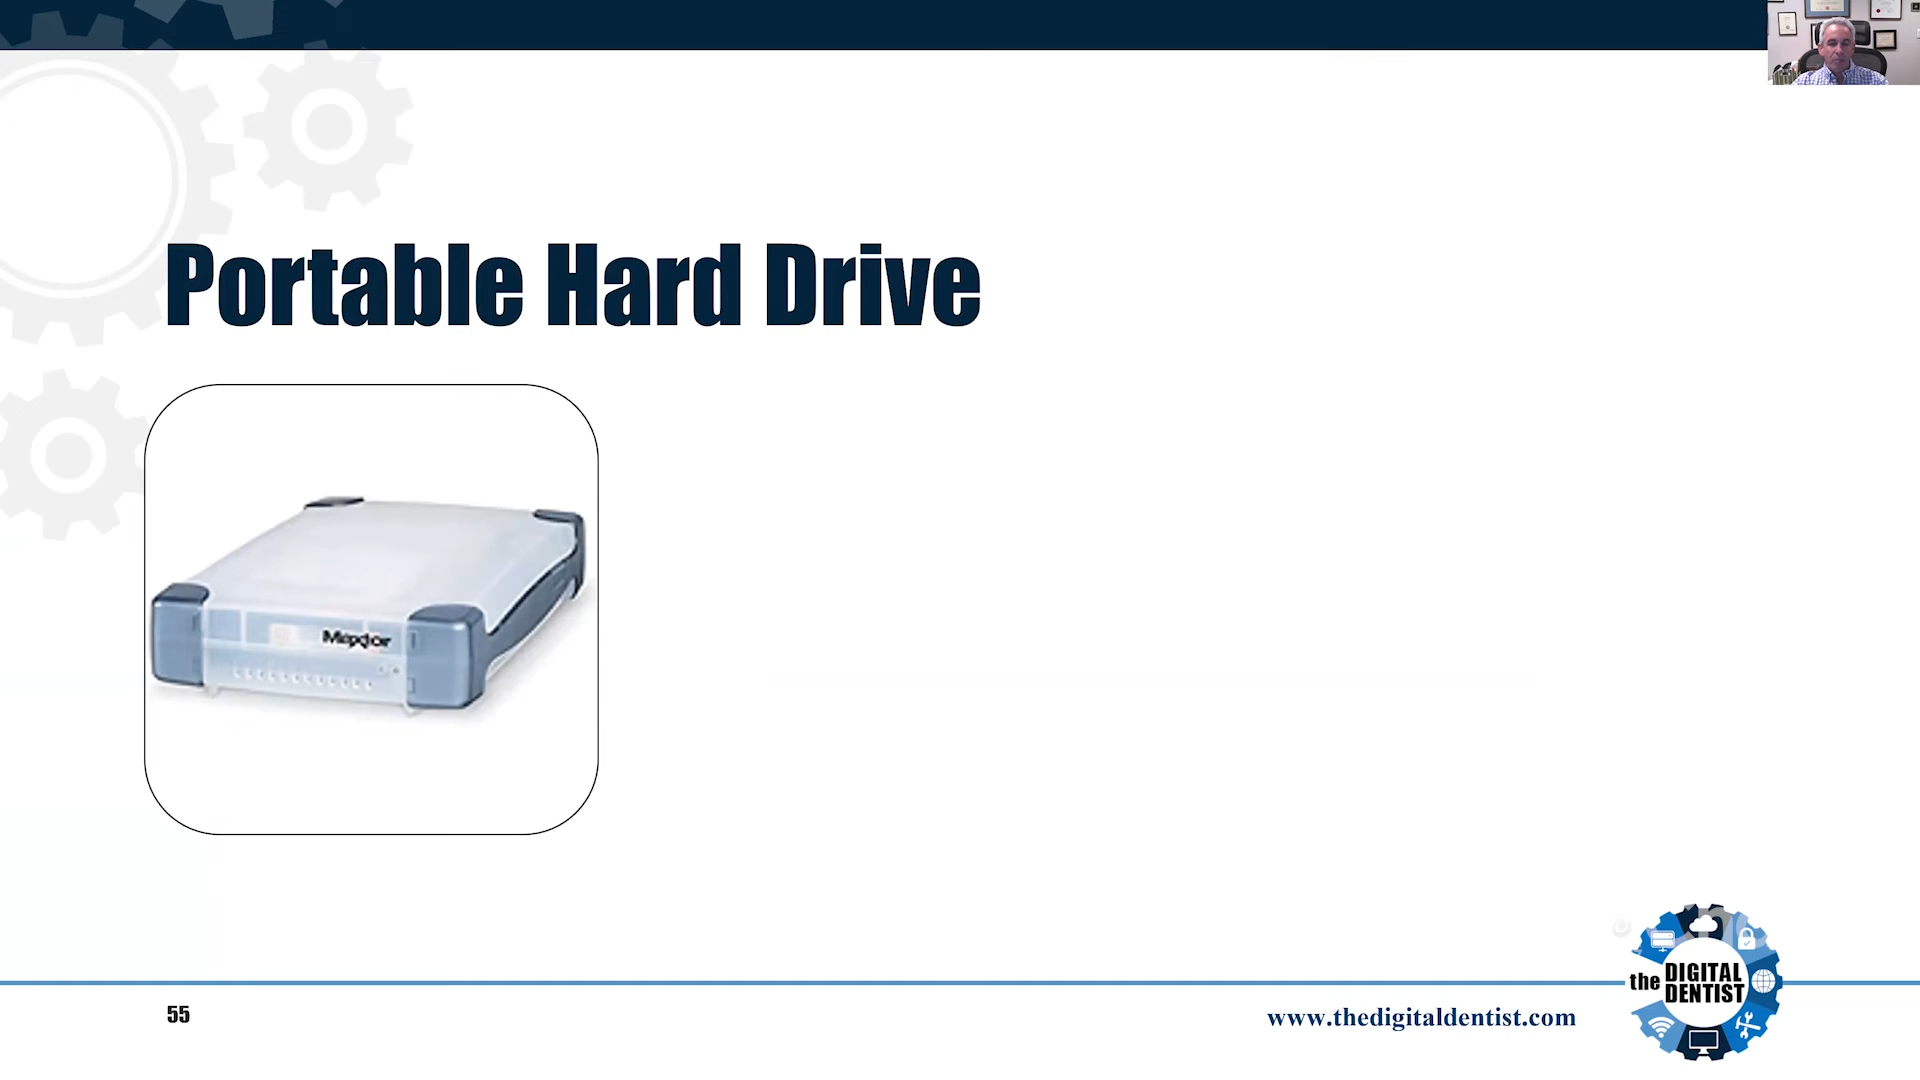 Portable Hard Drive
Maxtor
the DIGITAL
DENTIST
55
www.thedigitaldentist.com